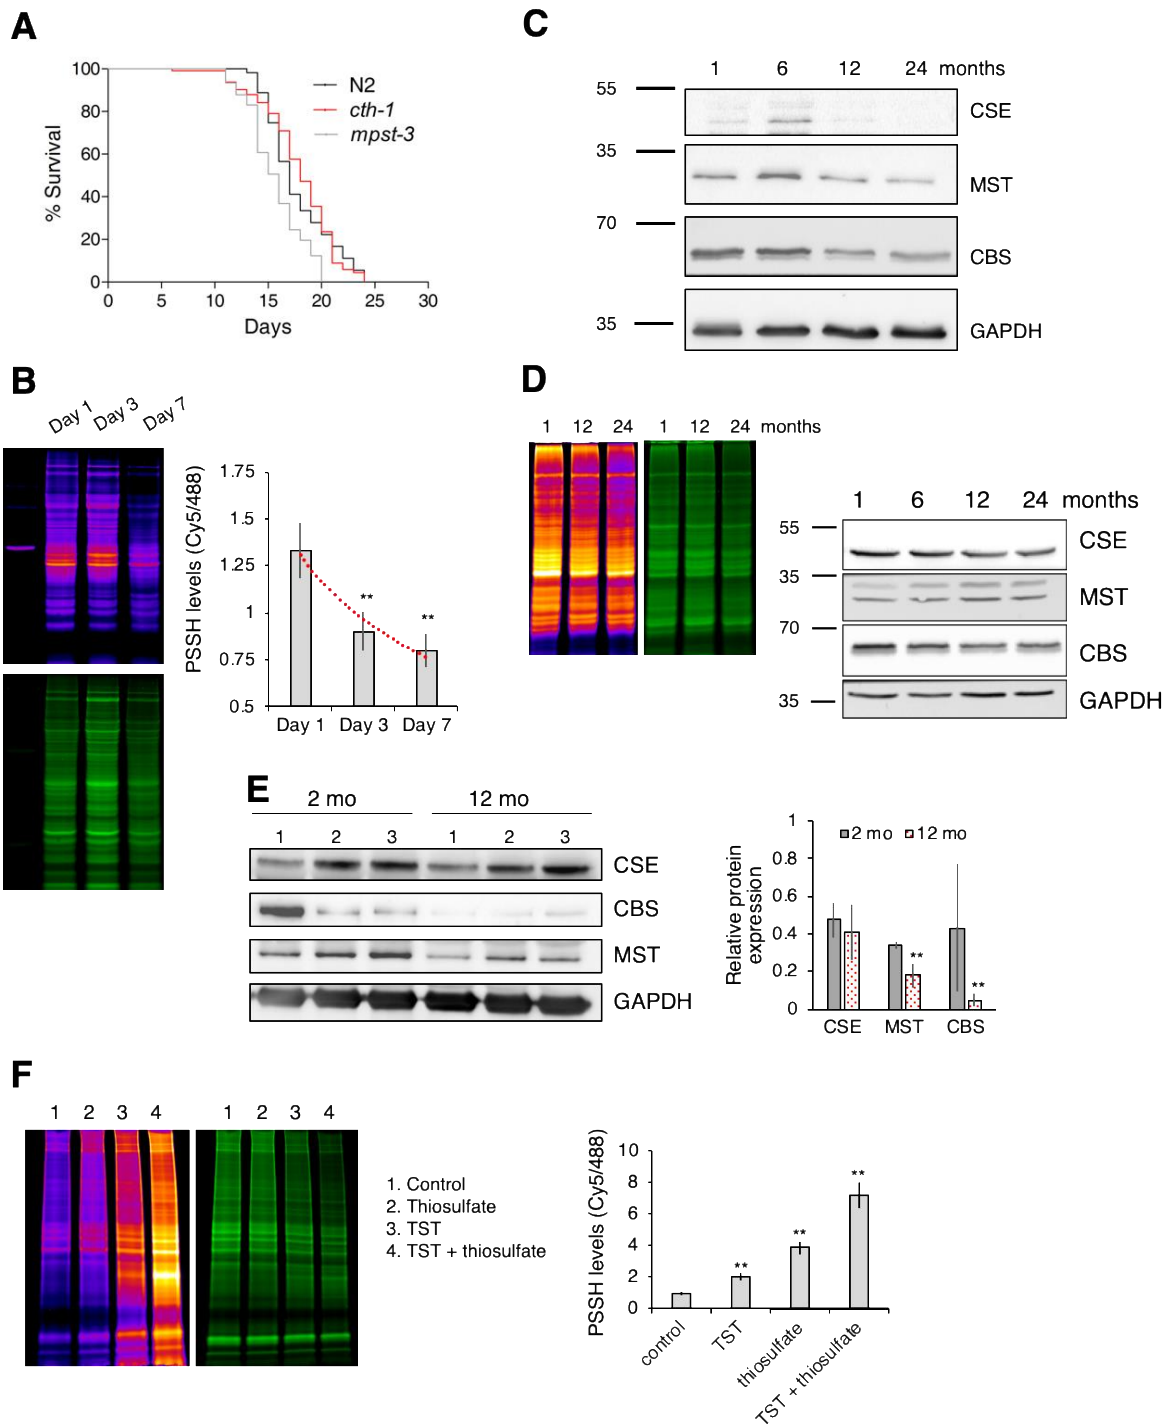 A
100
80
60
40
20
0
% Survival
0 5 10 15 20 25 30
Days
N2
cth-1
mpst-3
C
1 6 12 24 months
55
CSE
35
MST
70
CBS
35
GAPDH
B
Day 1 Day 3 Day 7
PSSH levels (Cy5/488)
1.75
1.5
1.25
1
0.75
0.5
**
**
Day 1 Day 3 Day 7
D
1 12 24 1 12 24 months
1 6 12 24 months
55
CSE
35
MST
70
CBS
35
GAPDH
E
2 mo 12 mo
1 2 3 1 2 3
CSE
CBS
MST
GAPDH
Relative protein
expression
1
0.8
0.6
0.4
0.2
0
2 mo 12 mo
**
**
CSE MST CBS
F
1 2 3 4 1 2 3 4
1. Control
2. Thiosulfate
3. TST
4. TST + thiosulfate
PSSH levels (Cy5/488)
10
8
6
4
2
0
**
**
**
control
TST
thiosulfate
TST + thiosulfate